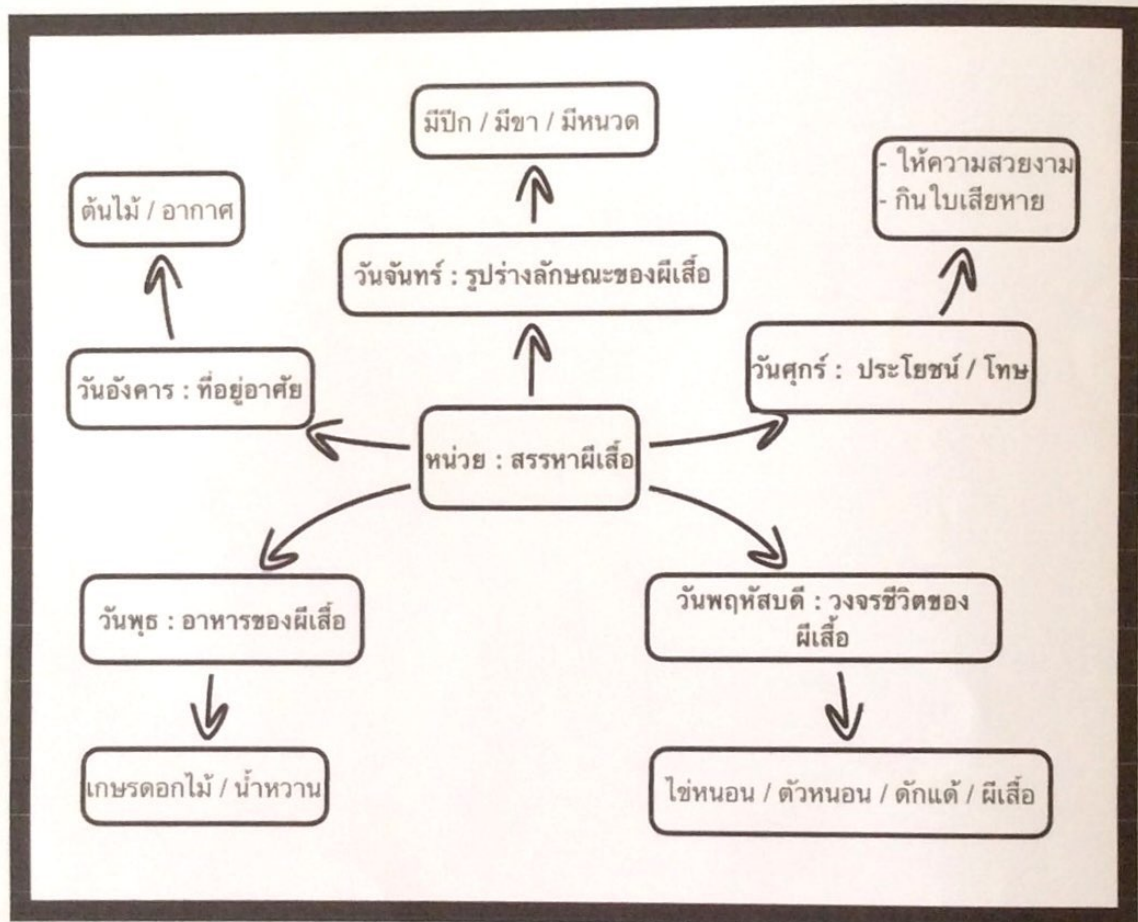 มีปีก / มีขา / มีหนวด
- ให้ความสวยงาม
- กินใบเสียหาย
ต้นไม้ / อากาศ
วันจันทร์ : รูปร่างลักษณะของผีเสื้อ
วันศุกร์ : ประโยชน์ / โทษ
วันอังคาร : ที่อยู่อาศัย
หน่วย : สรรหาผีเสื้อ
วันพุธ : อาหารของผีเสื้อ
วันพฤหัสบดี : วงจรชีวิตของ
ผีเสื้อ
เกษรดอกไม้ / น้ำหวาน
ไข่หนอน / ตัวหนอน / ดักแด้ / ผีเสื้อ